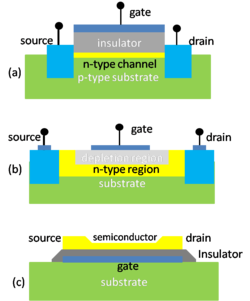 gate
source
drain
insulator
n-type channel
p-type substrate
(a)
source
gate
drain
depletion region
n-type region
(b)
substrate
source
semiconductor
drain
Insulator
gate
(c)
substrate